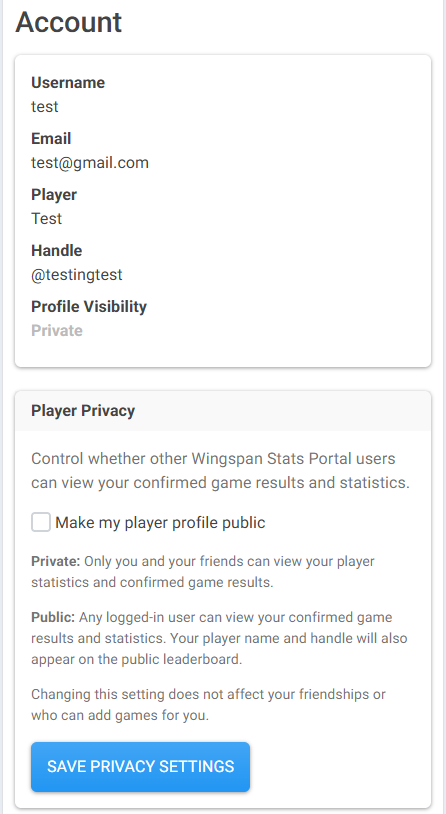 Account
Username
test
Email
test@gmail.com
Player
Test
Handle
@testingtest
Profile Visibility
Private
Player Privacy
Control whether other Wingspan Stats Portal users
can view your confirmed game results and statistics.
Make my player profile public
Private: Only you and your friends can view your player
statistics and confirmed game results.
Public: Any logged-in user can view your confirmed game
results and statistics. Your player name and handle will also
appear on the public leaderboard.
Changing this setting does not affect your friendships or
who can add games for you.
SAVE PRIVACY SETTINGS